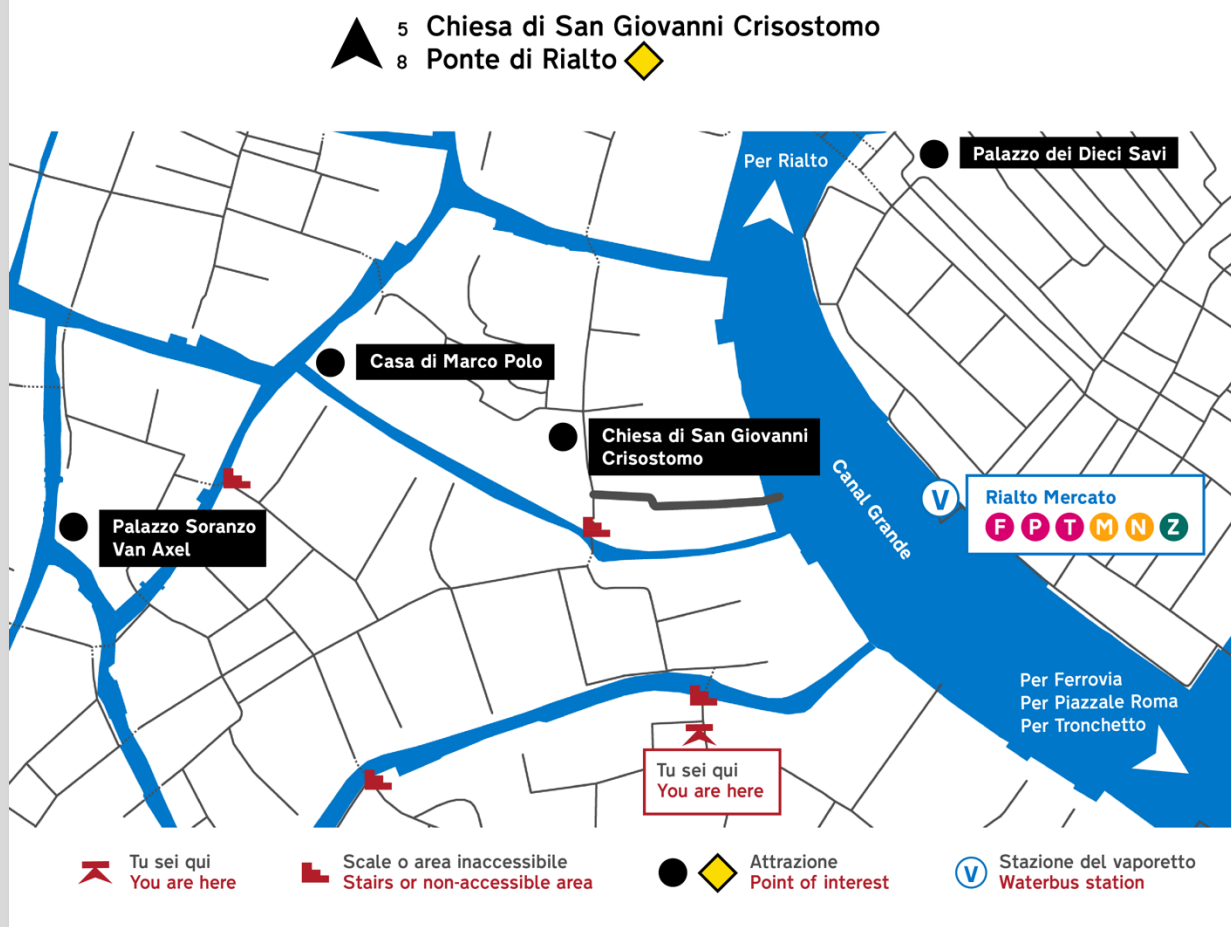 5 Chiesa di San Giovanni Crisostomo
8 Ponte di Rialto
Per Rialto
Palazzo dei Dieci Savi
Casa di Marco Polo
Chiesa di San Giovanni
Crisostomo
Canal Grande
V
Rialto Mercato
F P T M N Z
Palazzo Soranzo
Van Axel
Per Ferrovia
Per Piazzale Roma
Per Tronchetto
Tu sei qui
You are here
Tu sei qui
You are here
Scale o area inaccessibile
Stairs or non-accessible area
Attrazione
Point of interest
V
Stazione del vaporetto
Waterbus station